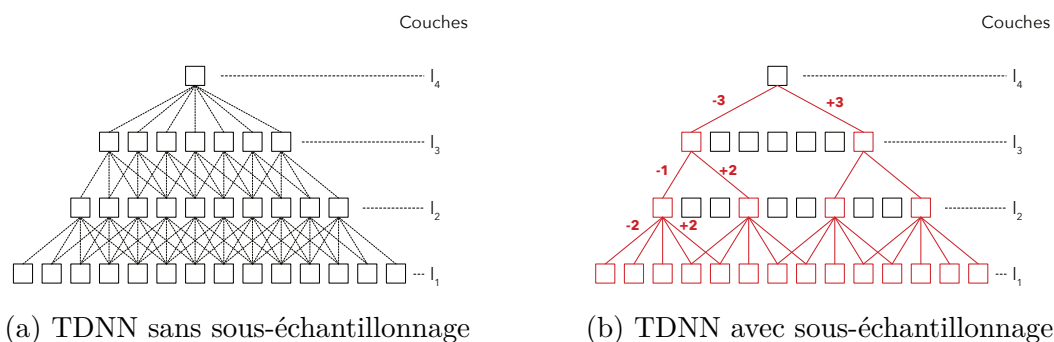 Couches
Couches
l4
l4
-3 +3
l3
l3
-1 +2
l2
l2
-2 +2
l1
l1
(a) TDNN sans sous-échantillonnage
(b) TDNN avec sous-échantillonnage